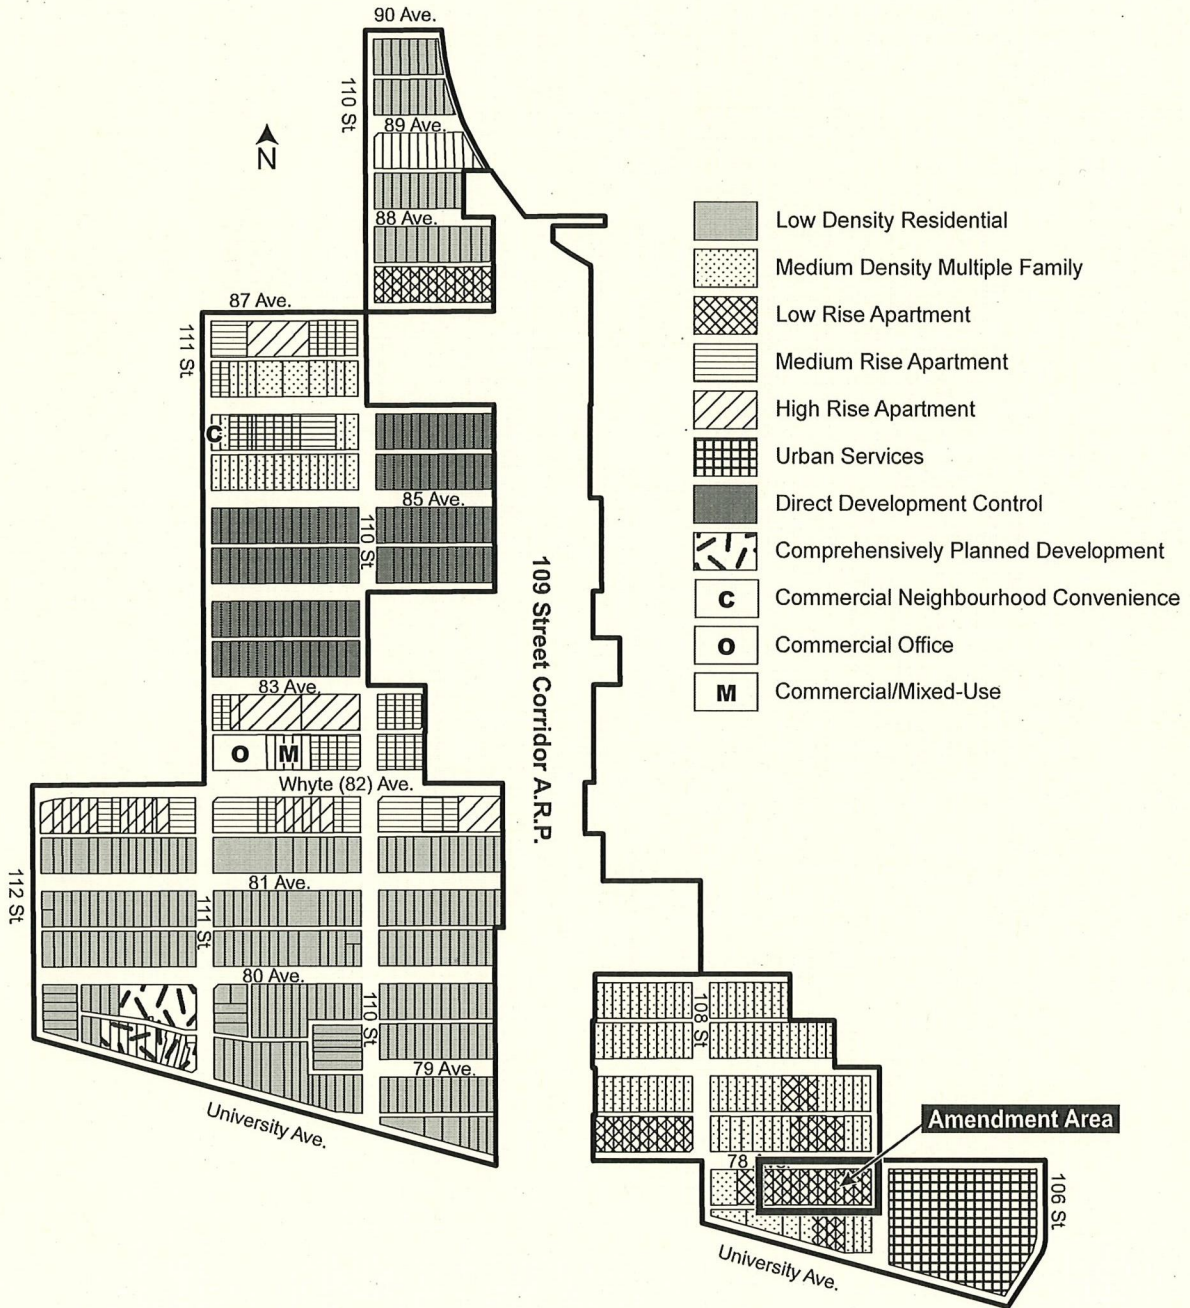 90 Ave.
110 St
89 Ave.
N
88 Ave.
87 Ave.
111 St
C
85 Ave.
110 St
109 Street Corridor A.R.P.
83 Ave.
O
M
Whyte (82) Ave.
112 St
81 Ave.
111 St
80 Ave.
110 St
79 Ave.
University Ave.
108 St
Amendment Area
78
106 St
University Ave.
Low Density Residential
Medium Density Multiple Family
Low Rise Apartment
Medium Rise Apartment
High Rise Apartment
Urban Services
Direct Development Control
Comprehensively Planned Development
C Commercial Neighbourhood Convenience
O Commercial Office
M Commercial/Mixed-Use